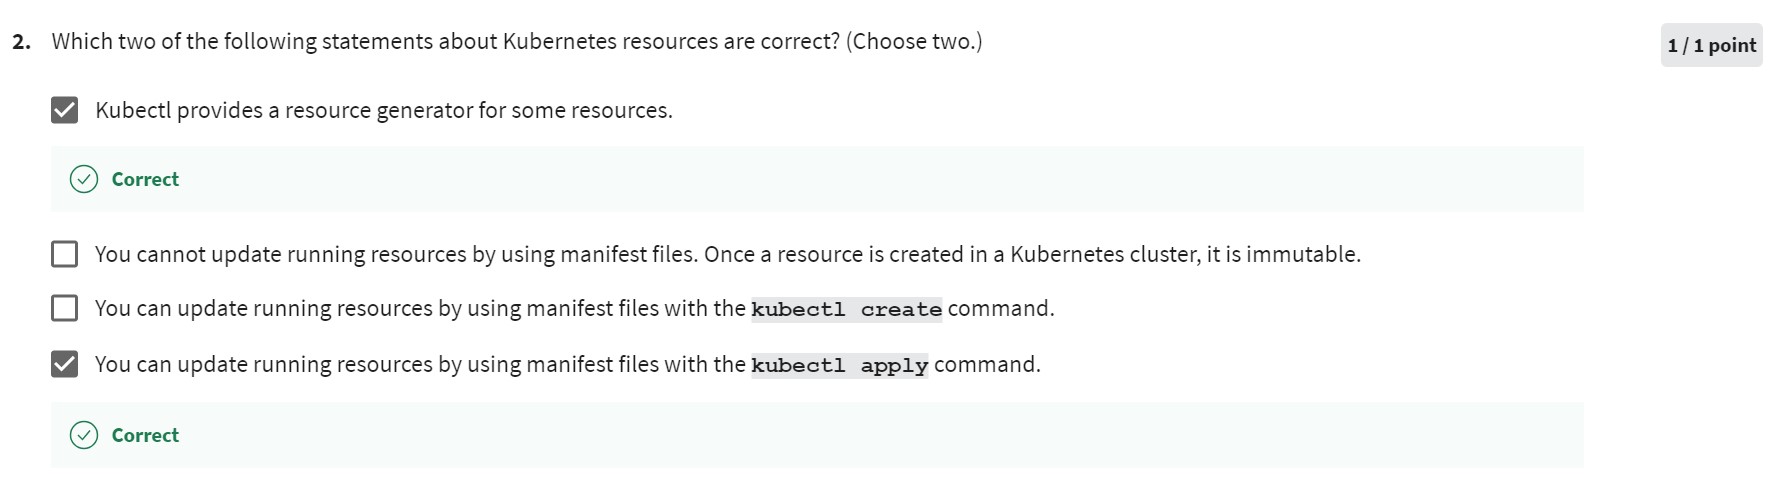 2. Which two of the following statements about Kubernetes resources are correct? (Choose two.)
1 / 1 point
Kubectl provides a resource generator for some resources.
Correct
You cannot update running resources by using manifest files. Once a resource is created in a Kubernetes cluster, it is immutable.
You can update running resources by using manifest files with the kubectl create command.
You can update running resources by using manifest files with the kubectl apply command.
Correct